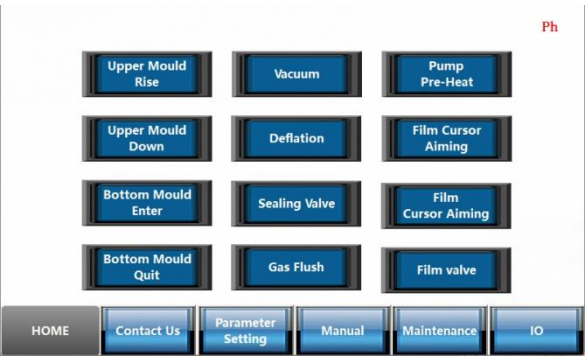 Ph
Upper Mould
Rise
Vacuum
Pump
Pre-Heat
Upper Mould
Down
Deflation
Film Cursor
Aiming
Bottom Mould
Enter
Sealing Valve
Film
Cursor Aiming
Bottom Mould
Quit
Gas Flush
Film valve
HOME
Contact Us
Parameter
Setting
Manual
Maintenance
IO